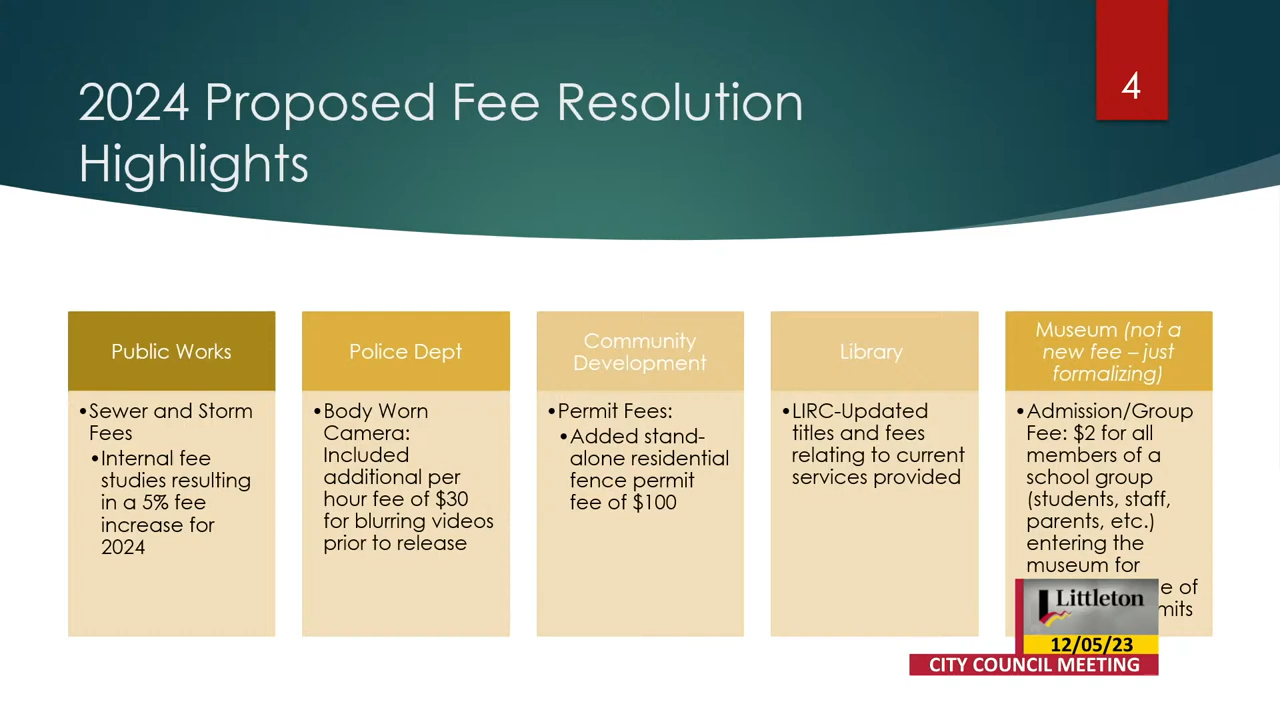 4
2024 Proposed Fee Resolution
Highlights
Public Works
•Sewer and Storm
Fees
•Internal fee
studies resulting
in a 5% fee
increase for
2024
Police Dept
•Body Worn
Camera:
Included
additional per
hour fee of $30
for blurring videos
prior to release
Community
Development
•Permit Fees:
•Added stand-
alone residential
fence permit
fee of $100
Library
•LIRC-Updated
titles and fees
relating to current
services provided
Museum (not a
new fee – just
formalizing)
•Admission/Group
Fee: $2 for all
members of a
school group
(students, staff,
parents, etc.)
entering the
museum for
of
Littleton
12/05/23
CITY COUNCIL MEETING